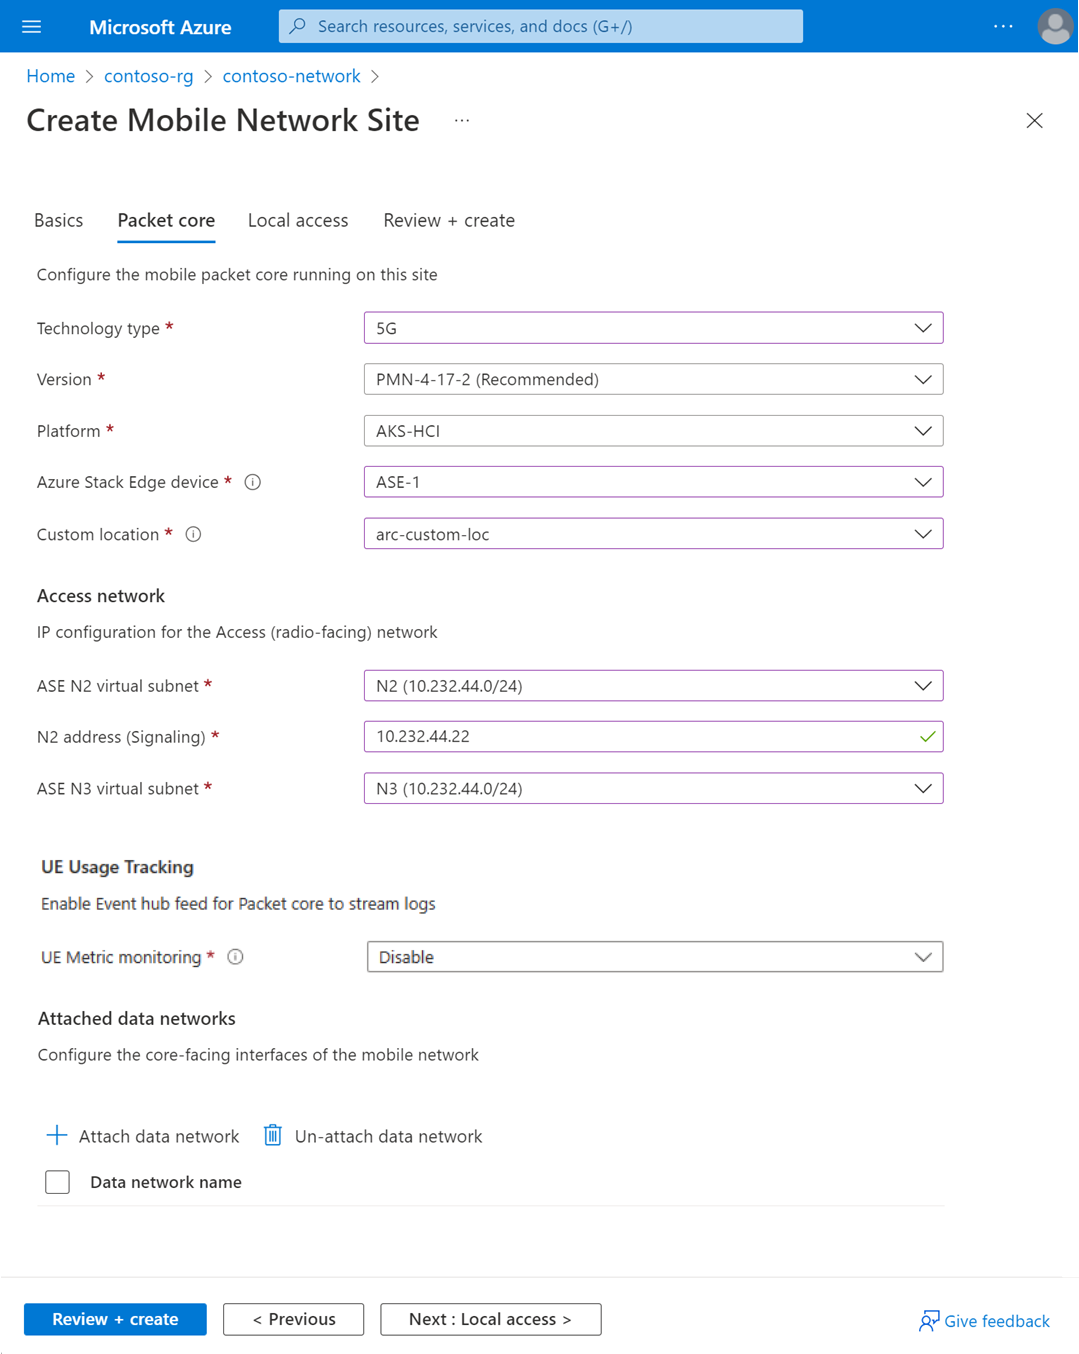 Microsoft Azure
Search resources, services, and docs (G+/)
...
Home > contoso-rg > contoso-network >
Create Mobile Network Site ...
Basics Packet core Local access Review + create
Configure the mobile packet core running on this site
Technology type * 5G
Version * PMN-4-17-2 (Recommended)
Platform * AKS-HCI
Azure Stack Edge device * ASE-1
Custom location * arc-custom-loc
Access network
IP configuration for the Access (radio-facing) network
ASE N2 virtual subnet * N2 (10.232.44.0/24)
N2 address (Signaling) * 10.232.44.22
ASE N3 virtual subnet * N3 (10.232.44.0/24)
UE Usage Tracking
Enable Event hub feed for Packet core to stream logs
UE Metric monitoring * Disable
Attached data networks
Configure the core-facing interfaces of the mobile network
Attach data network Un-attach data network
Data network name
Review + create < Previous Next : Local access > Give feedback